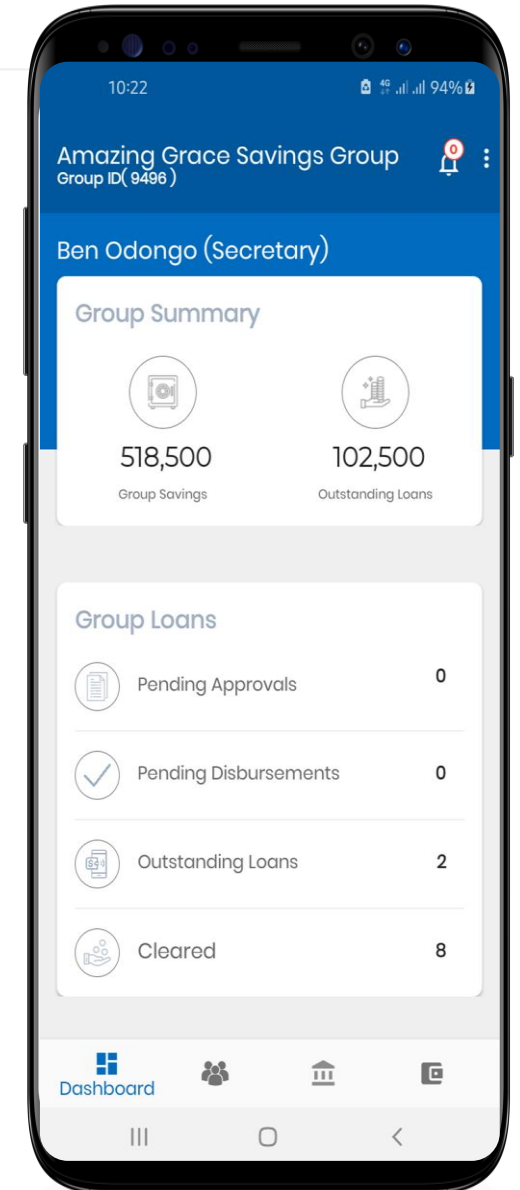 10:22
4G 94%
Amazing Grace Savings Group
0
Group ID( 9496 )
Ben Odongo (Secretary)
Group Summary
518,500 102,500
Group Savings Outstanding Loans
Group Loans
Pending Approvals 0
Pending Disbursements 0
Outstanding Loans 2
Cleared 8
Dashboard